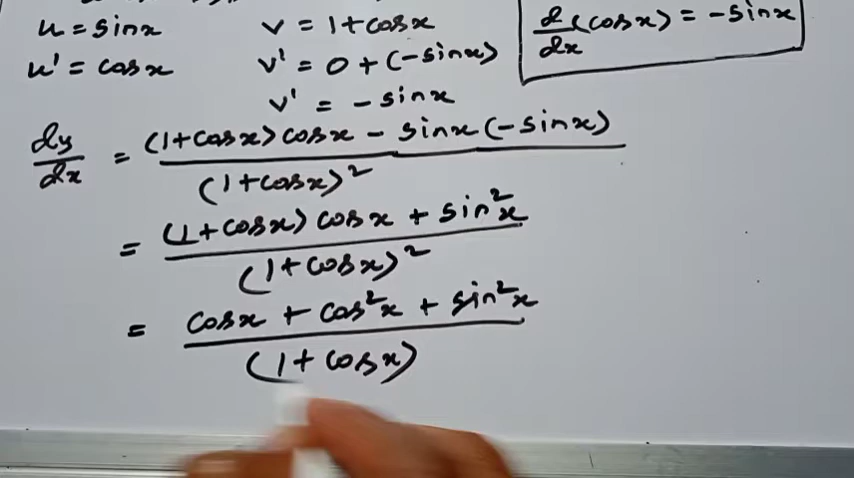 u = sinx v = 1 + cosx d/dx (cosx) = -sinx
u' = cosx v' = 0 + (-sinx)
v' = - sinx
dy/dx = (1+cosx) cosx - sinx (-sinx) / (1+cosx)²
= (1+cosx) cosx + sin²x / (1+cosx)²
= cosx + cos²x + sin²x / (1+cosx)